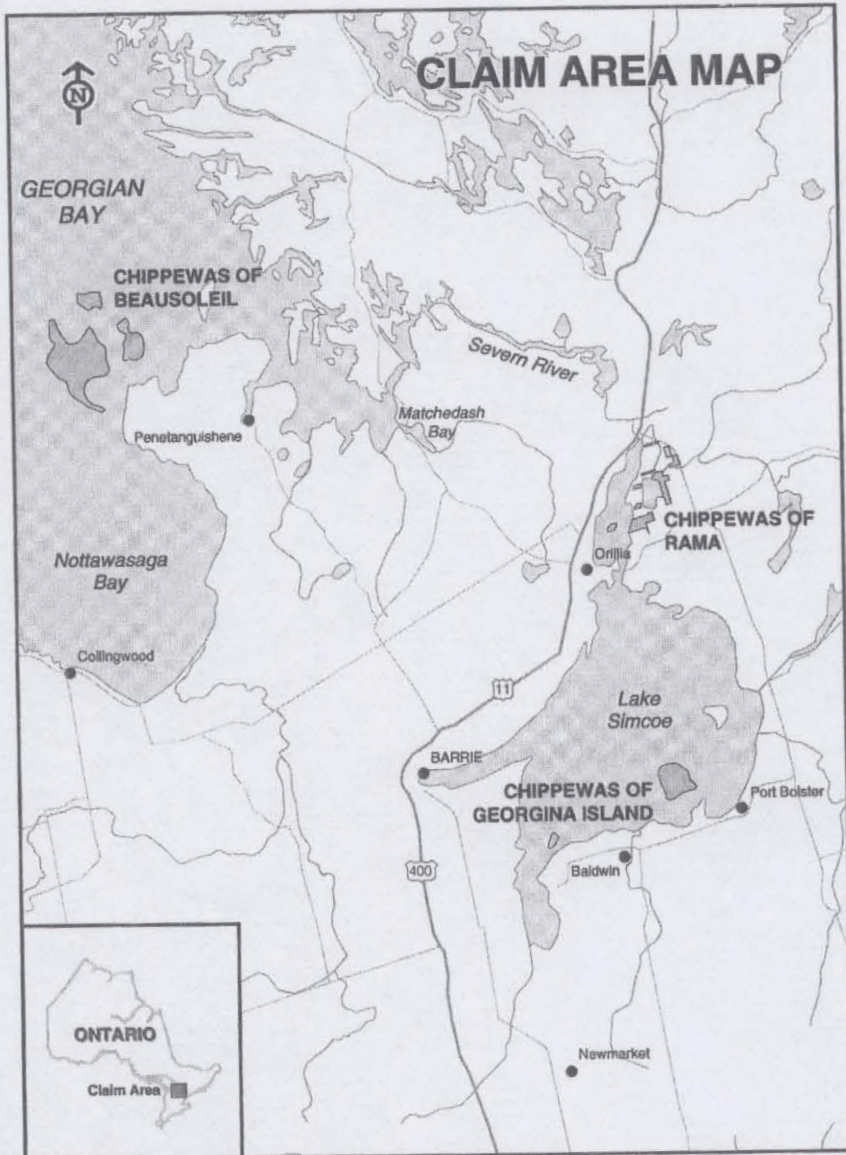 CLAIM AREA MAP
N
GEORGIAN
BAY
CHIPPEWAS OF
BEAUSOLEIL
Severn River
Matchedash
Bay
Penetanguishene
CHIPPEWAS OF
RAMA
Orillia
Nottawasaga
Bay
Collingwood
11
Lake
Simcoe
BARRIE
CHIPPEWAS OF
GEORGINA ISLAND
Port Bolster
Baldwin
400
ONTARIO
Claim Area
Newmarket